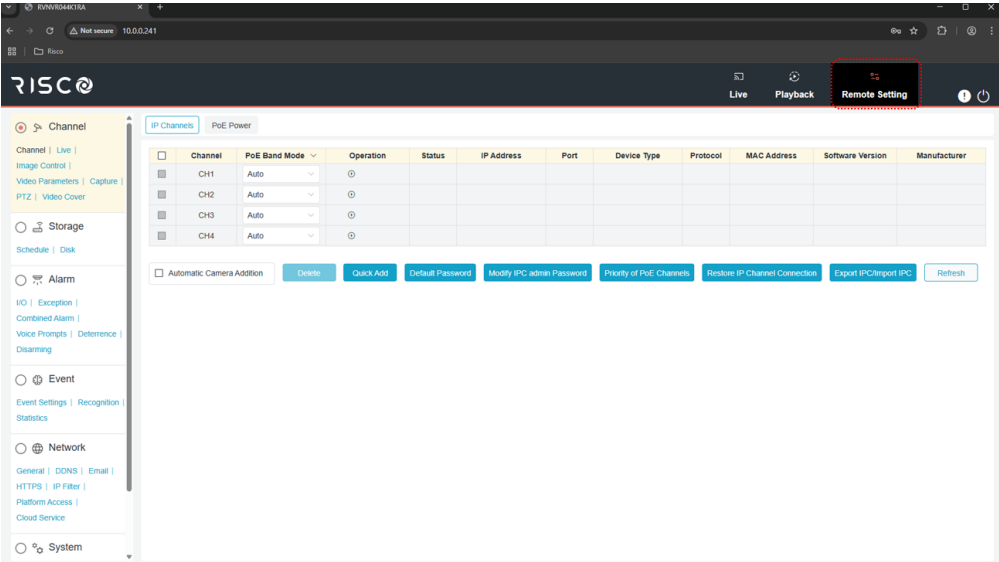 RVNVR044K1RA
Not secure 10.0.0.241
Risco
RISCO
Live Playback Remote Setting
Channel
Channel | Live |
Image Control |
Video Parameters | Capture |
PTZ | Video Cover
Storage
Schedule | Disk
Alarm
I/O | Exception |
Combined Alarm |
Voice Prompts | Deterrence |
Disarming
Event
Event Settings | Recognition |
Statistics
Network
General | DDNS | Email |
HTTPS | IP Filter |
Platform Access |
Cloud Service
System
IP Channels PoE Power
Channel PoE Band Mode Operation Status IP Address Port Device Type Protocol MAC Address Software Version Manufacturer
CH1 Auto
CH2 Auto
CH3 Auto
CH4 Auto
Automatic Camera Addition Delete Quick Add Default Password Modify IPC admin Password Priority of PoE Channels Restore IP Channel Connection Export IPC/Import IPC Refresh